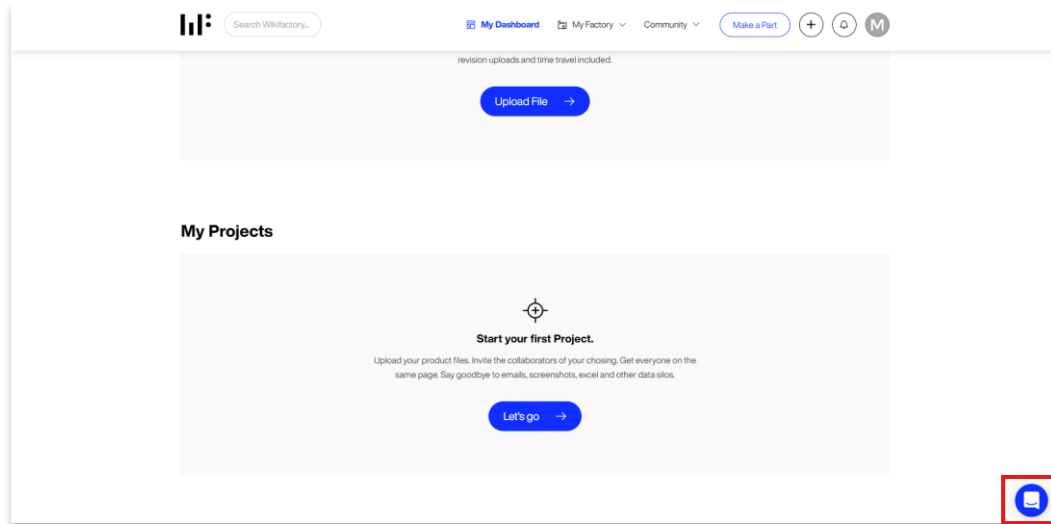 Search Wikifactory...
My Dashboard
My Factory
Community
Make a Part
M
revision uploads and time travel included.
Upload File
My Projects
Start your first Project.
Upload your product files. Invite the collaborators of your chosing. Get everyone on the
same page. Say goodbye to emails, screenshots, excel and other data silos.
Let's go